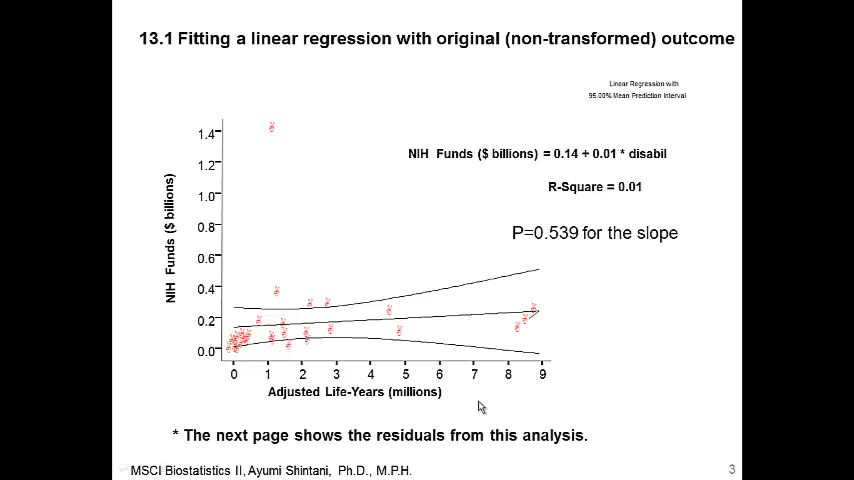 13.1 Fitting a linear regression with original (non-transformed) outcome
Linear Regression with
95.00% Mean Prediction Interval
NIH Funds ($ billions) = 0.14 + 0.01 * disabil
R-Square = 0.01
P=0.539 for the slope
NIH Funds ($ billions)
1.4
1.2
1.0
0.8
0.6
0.4
0.2
0.0
0 1 2 3 4 5 6 7 8 9
Adjusted Life-Years (millions)
* The next page shows the residuals from this analysis.
MSCI Biostatistics II, Ayumi Shintani, Ph.D., M.P.H.
3